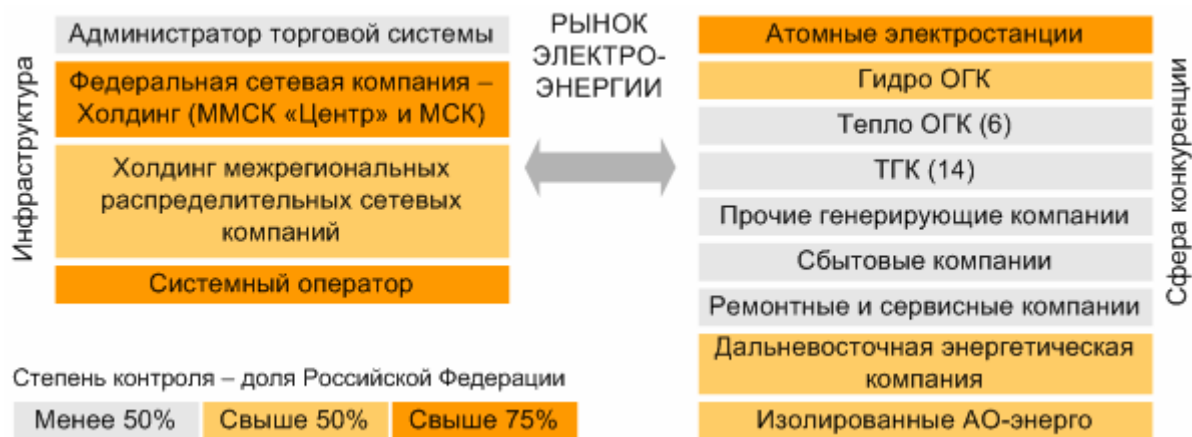 Инфраструктура
Администратор торговой системы
Федеральная сетевая компания –
Холдинг (ММСК «Центр» и МСК)
Холдинг межрегиональных
распределительных сетевых
компаний
Системный оператор
РЫНОК
ЭЛЕКТРО-
ЭНЕРГИИ
Атомные электростанции
Гидро ОГК
Тепло ОГК (6)
ТГК (14)
Прочие генерирующие компании
Сбытовые компании
Ремонтные и сервисные компании
Дальневосточная энергетическая
компания
Изолированные АО-энерго
Сфера конкуренции
Степень контроля – доля Российской Федерации
Менее 50%
Свыше 50%
Свыше 75%